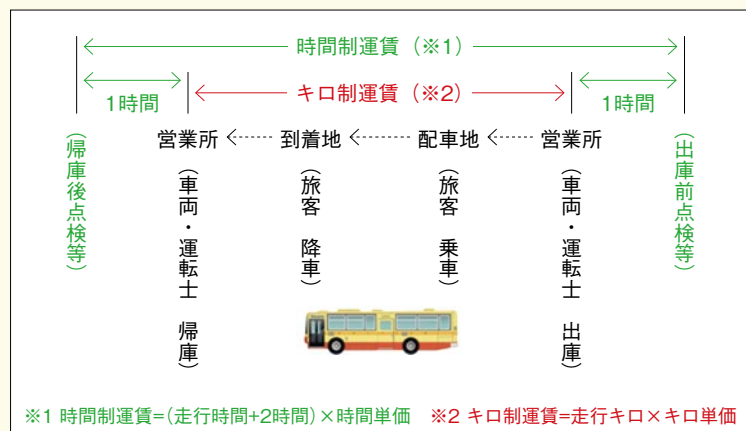 時間制運賃（※1）
1時間
キロ制運賃（※2）
1時間
営業所
到着地
配車地
営業所
（帰庫後点検等）
（車両・運転士 帰庫）
（旅客 降車）
（旅客 乗車）
（車両・運転士 出庫）
（出庫前点検等）
※1 時間制運賃=(走行時間+2時間)×時間単価 ※2 キロ制運賃=走行キロ×キロ単価